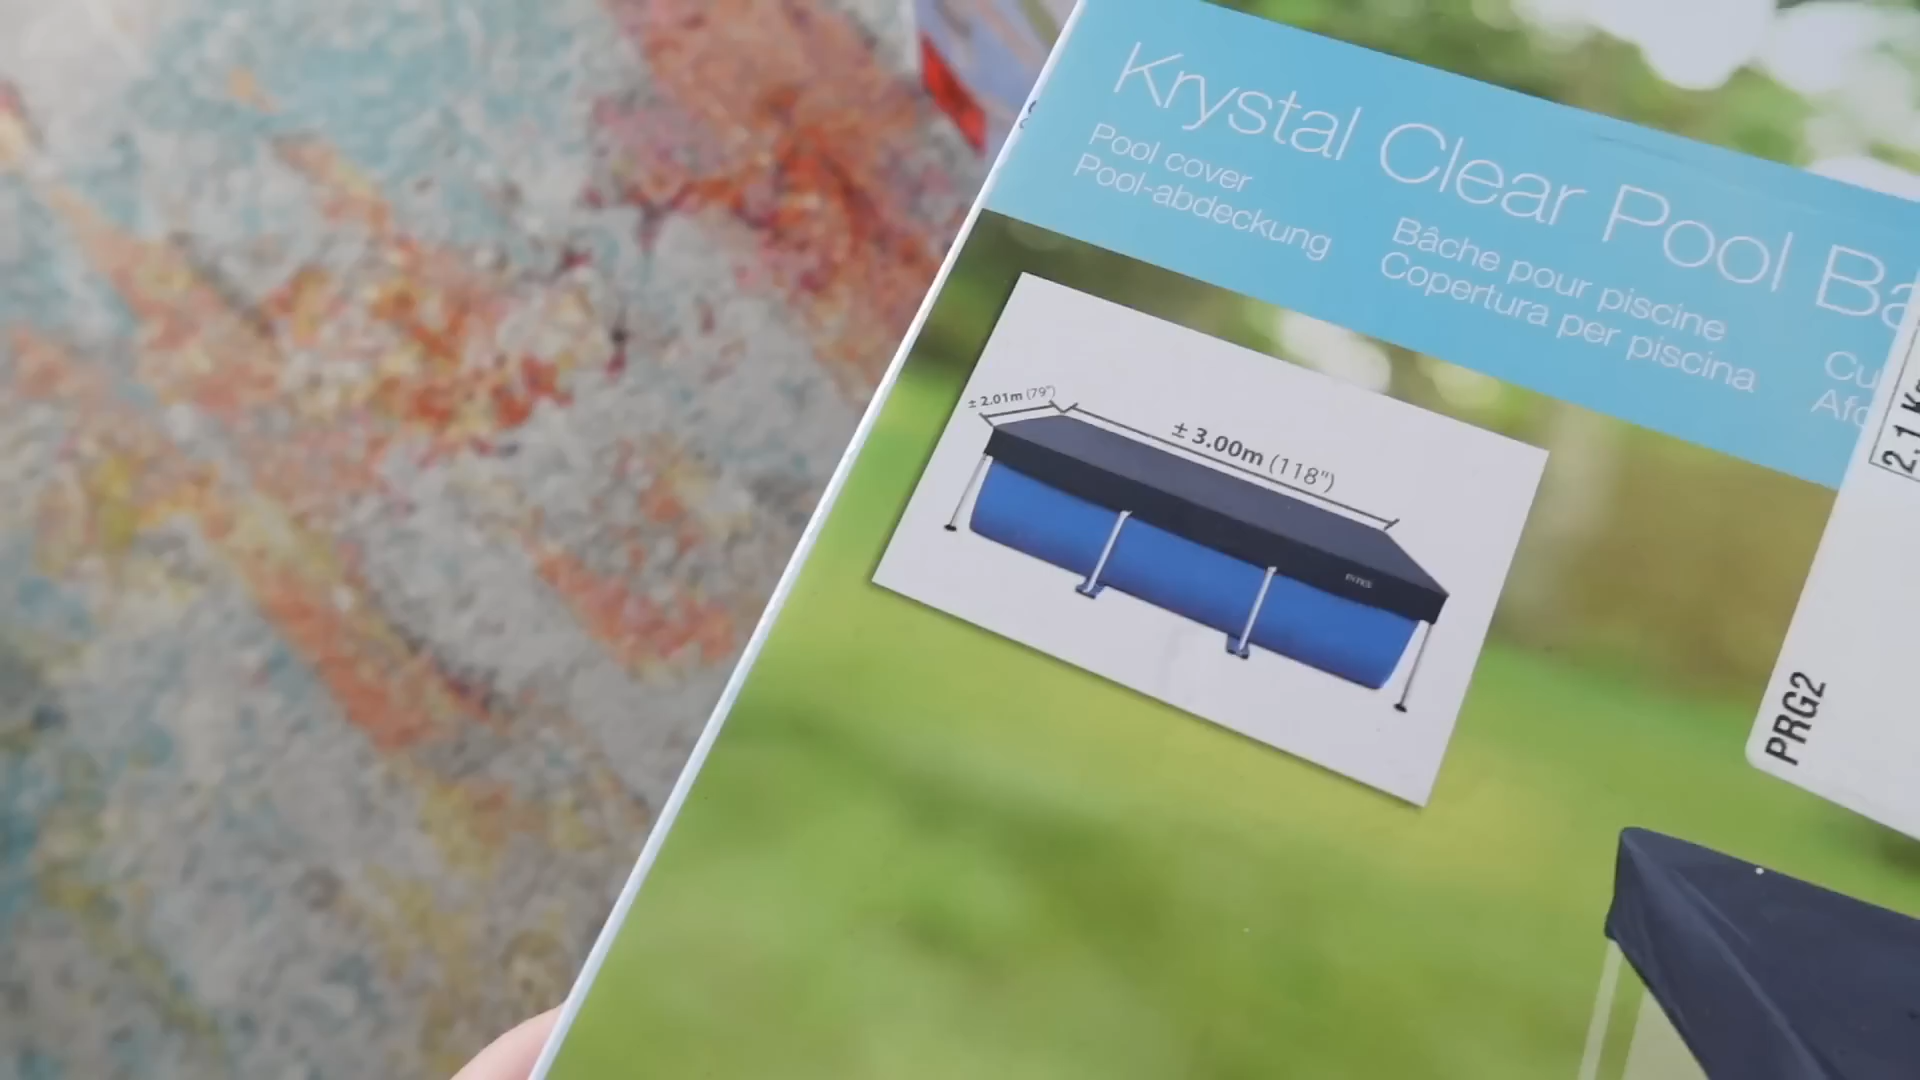 Krystal Clear Pool
Pool cover
Pool-abdeckung
Bâche pour piscine
Copertura per piscina
± 2.01m (79")
± 3.00m (118")
INTEX
PRG2